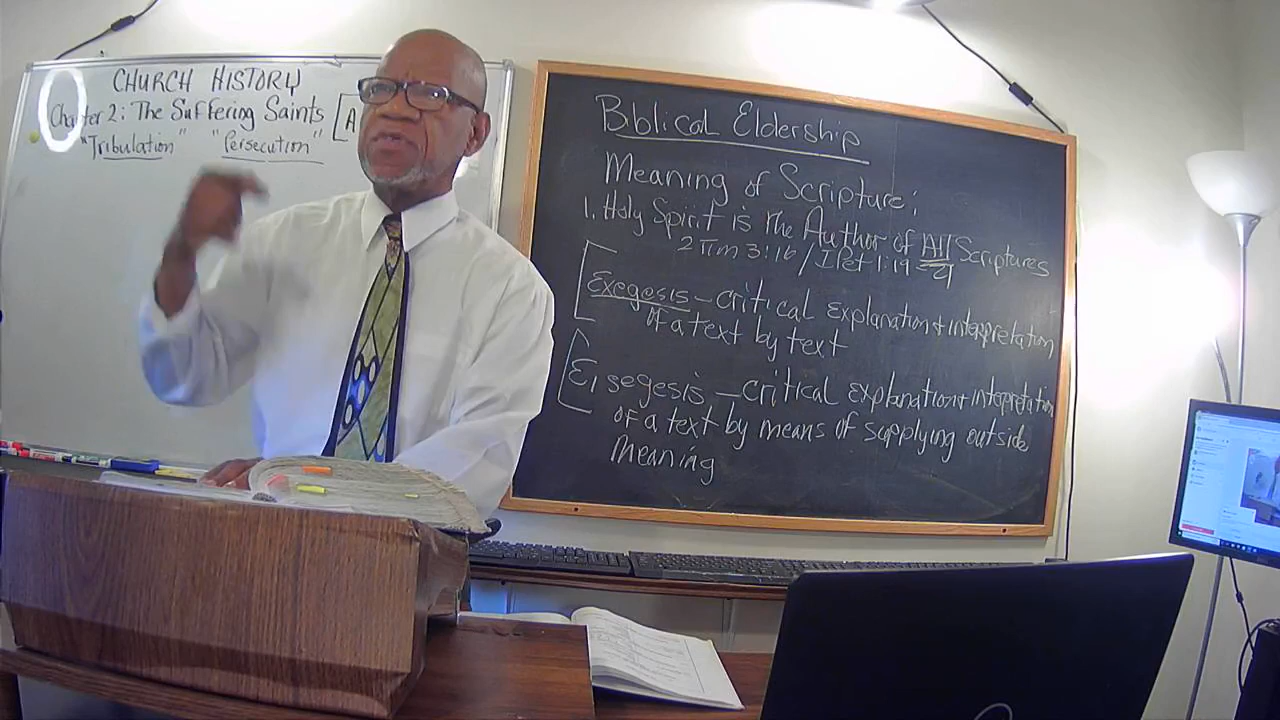 CHURCH HISTORY
Chapter 2: The Suffering Saints [A
"Tribulation" "Persecution"
Biblical Eldership
Meaning of Scripture:
1. Holy Spirit is the Author of All Scriptures
2 Tim 3:16 / I Pet 1:19-21
[Exegesis - critical explanation & interpretation
of a text by text
[Eisegesis - critical explanation & interpretation
of a text by means of supplying outside
meaning